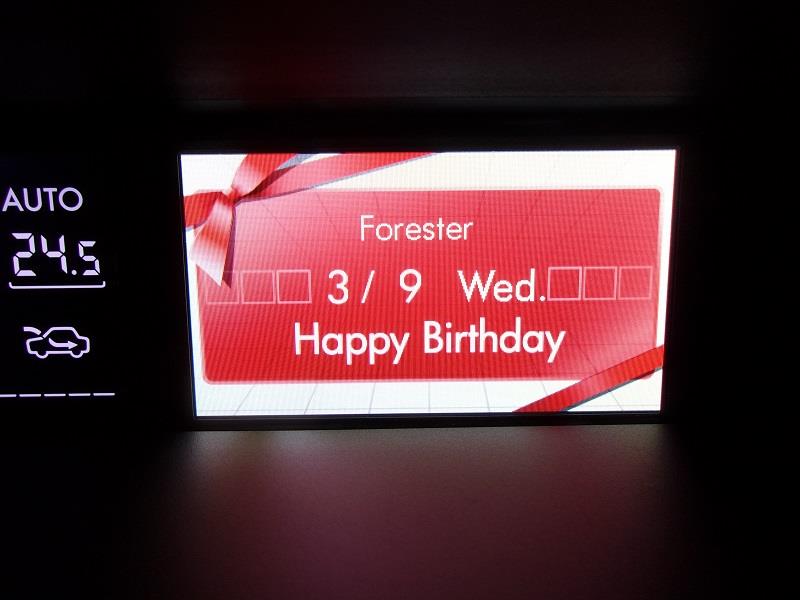 AUTO
24.5
Forester
□□□ 3 / 9 Wed.□□□
Happy Birthday